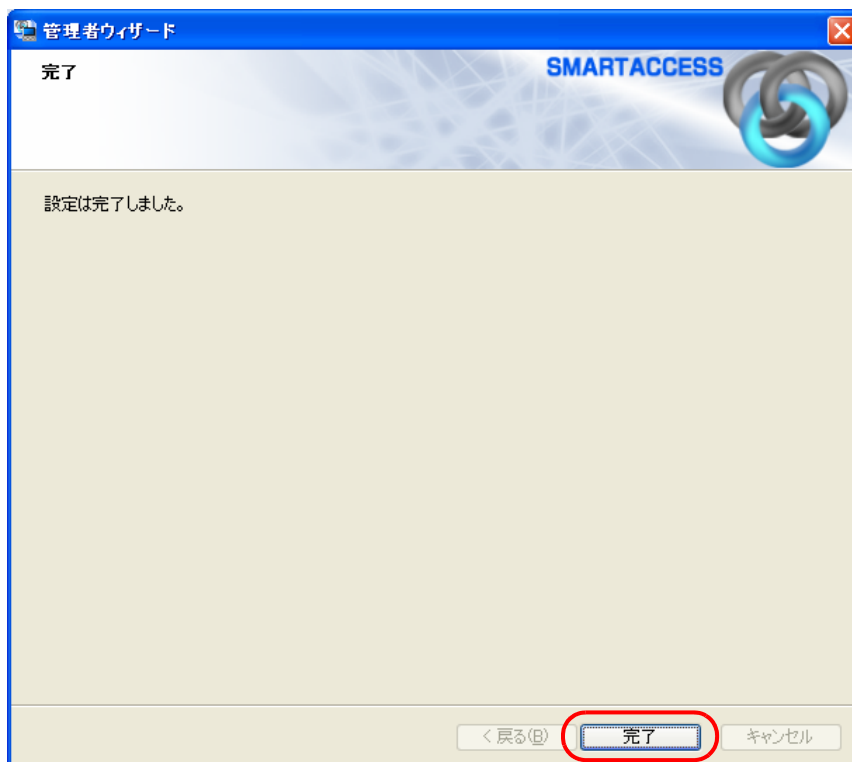 管理者ウィザード
完了
SMARTACCESS
設定は完了しました。
< 戻る(B)
完了
キャンセル